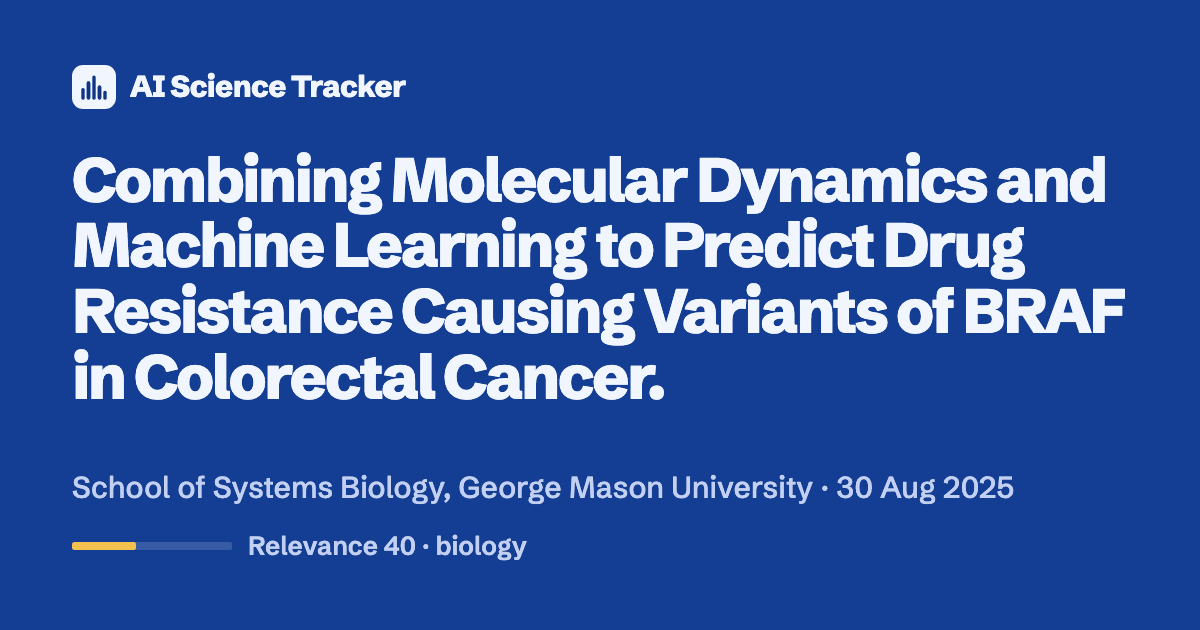 AI Science Tracker
Combining Molecular Dynamics and
Machine Learning to Predict Drug
Resistance Causing Variants of BRAF
in Colorectal Cancer.
School of Systems Biology, George Mason University · 30 Aug 2025
Relevance 40 · biology